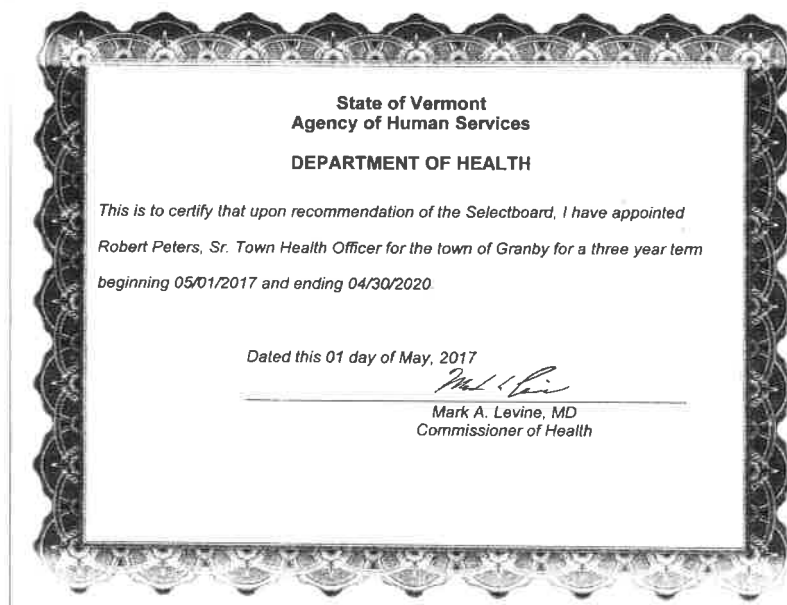 State of Vermont
Agency of Human Services
DEPARTMENT OF HEALTH
This is to certify that upon recommendation of the Selectboard, I have appointed
Robert Peters, Sr. Town Health Officer for the town of Granby for a three year term
beginning 05/01/2017 and ending 04/30/2020.
Dated this 01 day of May, 2017
Mark A. Levine, MD
Commissioner of Health